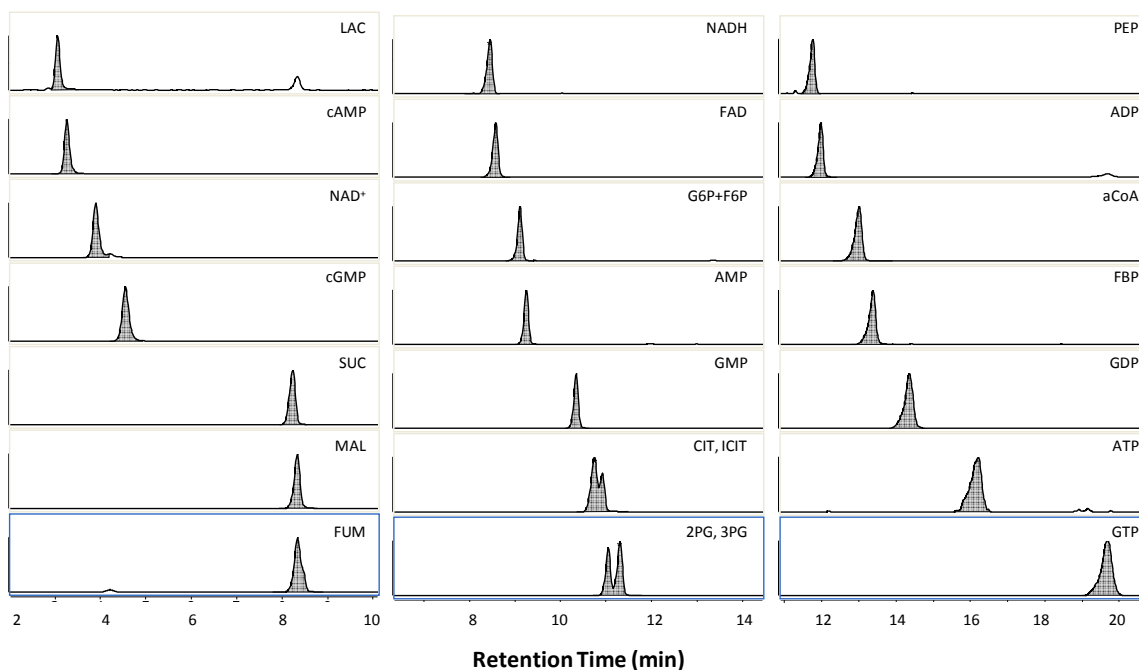 LAC
NADH
PEP
cAMP
FAD
ADP
NAD⁺
G6P+F6P
aCoA
cGMP
AMP
FBP
SUC
GMP
GDP
MAL
CIT, ICIT
ATP
FUM
2PG, 3PG
GTP
2 4 6 8 10
8 10 12 14
12 14 16 18 20
Retention Time (min)